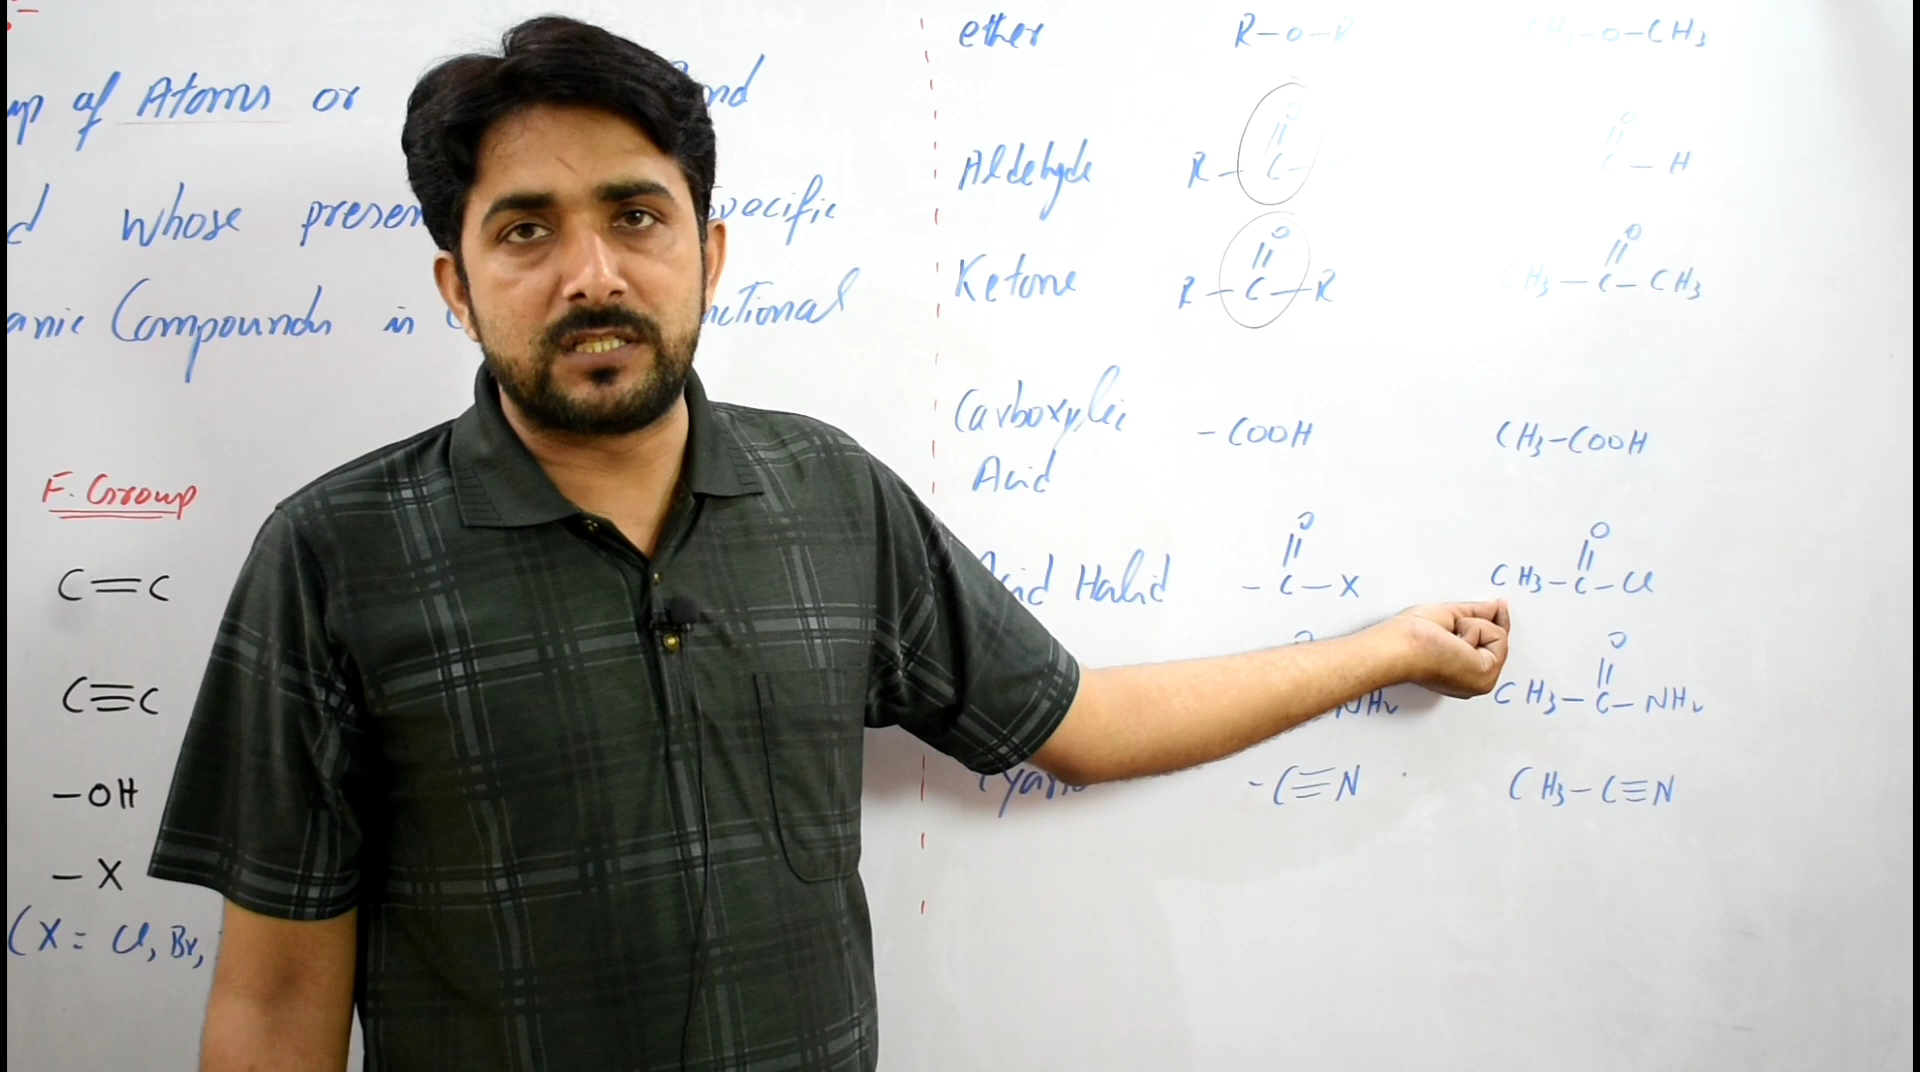 of Atoms or
whose
Compounds in
F. Group
C=C
C≡C
-OH
-X
(X= Cl, Br,
ether R-O-R CH3-O-CH3
Aldehyde
O
||
R-C-
O
||
C-H
Ketone
O
||
R-C-R
O
||
CH3-C-CH3
Carboxylic
Acid
-COOH CH3-COOH
Halid
O
||
-C-X
O
||
CH3-C-Cl
NH2
O
||
CH3-C-NH2
-C≡N CH3-C≡N